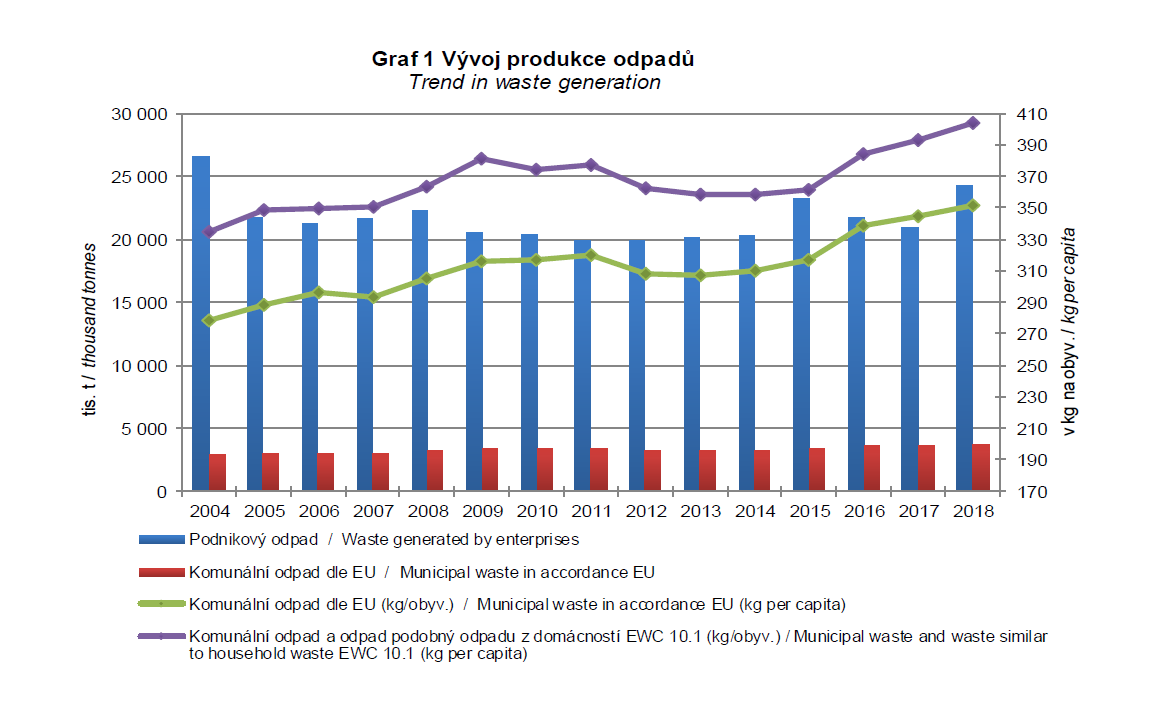 Graf 1 Vývoj produkce odpadů
Trend in waste generation
30 000
25 000
20 000
15 000
10 000
5 000
0
tis. t / thousand tonnes
410
390
370
350
330
310
290
270
250
230
210
190
170
v kg na obyv. / kg per capita
2004 2005 2006 2007 2008 2009 2010 2011 2012 2013 2014 2015 2016 2017 2018
Podnikový odpad / Waste generated by enterprises
Komunální odpad dle EU / Municipal waste in accordance EU
Komunální odpad dle EU (kg/obyv.) / Municipal waste in accordance EU (kg per capita)
Komunální odpad a odpad podobný odpadu z domácností EWC 10.1 (kg/obyv.) / Municipal waste and waste similar
to household waste EWC 10.1 (kg per capita)